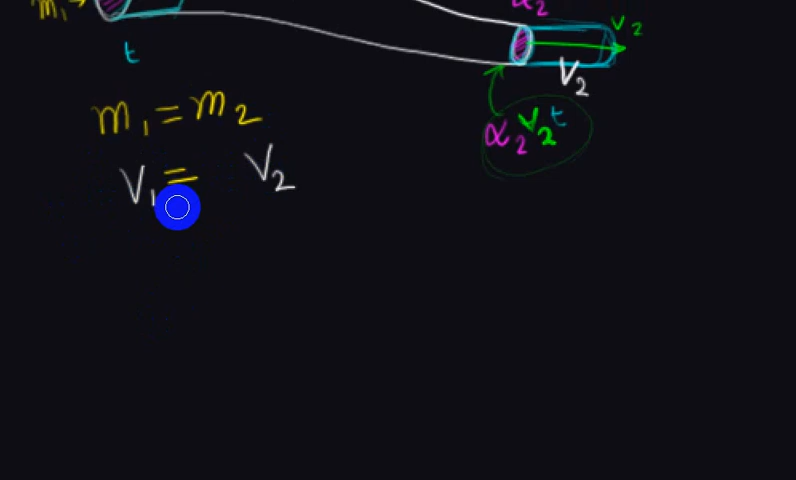 m₁
α₂
v₂
t
V₂
m₁ = m₂
α₂v₂t
V₁ = V₂